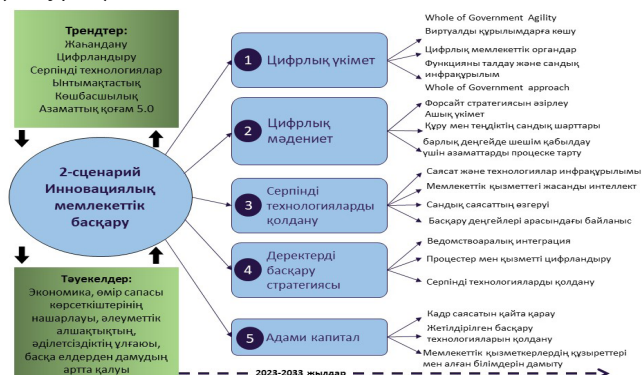 Трендтер:
Жаһандану
Цифрландыру
Серпінді технологиялар
Ынтымақтастық
Көшбасшылық
Азаматтық қоғам 5.0
2-сценарий
Инновациялық
мемлекеттік
басқару
Тәуекелдер:
Экономика, өмір сапасы
көрсеткіштерінің
нашарлауы, әлеуметтік
алшақтықтың,
әділетсіздіктің ұлғаюы,
басқа елдерден дамудың
артта қалуы
1 Цифрлық үкімет
Whole of Government Agility
Виртуалды құрылымдарға көшу
Цифрлық мемлекеттік органдар
Функцияны талдау және сандық
инфрақұрылым
Whole of Government approach
2 Цифрлық
мәдениет
Форсайт стратегиясын әзірлеу
Ашық үкімет
Құру мен теңдіктің сандық шарттары
барлық деңгейде шешім қабылдау
үшін азаматтарды процеске тарту
3 Серпінді
технологияларды
қолдану
Саясат және технологиялар инфрақұрылымы
Мемлекеттік қызметтегі жасанды интеллект
Сандық саясаттың өзгеруі
Басқару деңгейлері арасындағы байланыс
4 Деректерді
басқару
стратегиясы
Ведомствоаралық интеграция
Процестер мен қызметті цифрландыру
Серпінді технологияларды қолдану
5 Адами капитал
Кадр саясатын қайта қарау
Жетілдірілген басқару
технологияларын қолдану
Мемлекеттік қызметкерлердің құзыреттері
мен алған білімдерін дамыту
2023-2033 жылдар